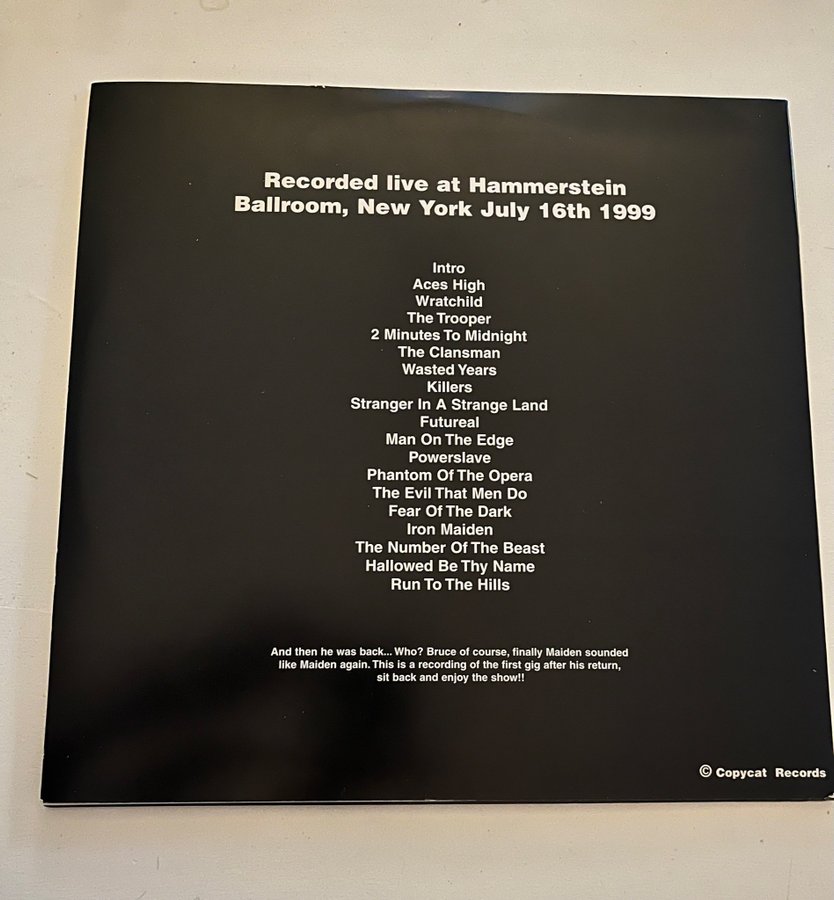 Recorded live at Hammerstein
Ballroom, New York July 16th 1999
Intro
Aces High
Wratchild
The Trooper
2 Minutes To Midnight
The Clansman
Wasted Years
Killers
Stranger In A Strange Land
Futureal
Man On The Edge
Powerslave
Phantom Of The Opera
The Evil That Men Do
Fear Of The Dark
Iron Maiden
The Number Of The Beast
Hallowed Be Thy Name
Run To The Hills
And then he was back... Who? Bruce of course, finally Maiden sounded
like Maiden again. This is a recording of the first gig after his return,
sit back and enjoy the show!!
© Copycat Records